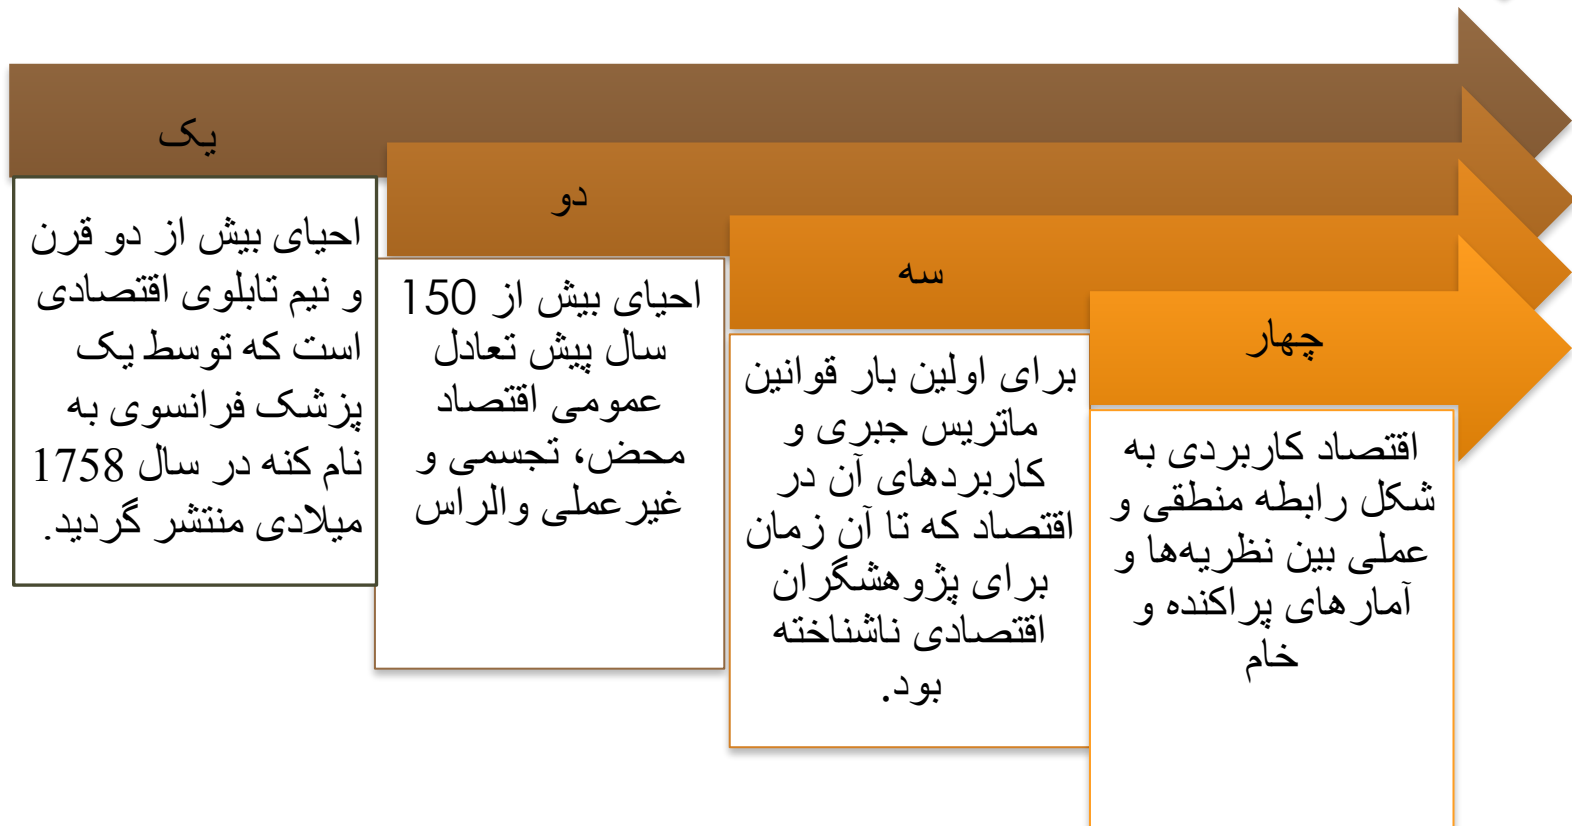 یک
احیای بیش از دو قرن
و نیم تابلوی اقتصادی
است که توسط یک
پزشک فرانسوی به
نام کنه در سال 1758
میلادی منتشر گردید.
دو
احیای بیش از 150
سال پیش تعادل
عمومی اقتصاد
محض، تجسمی و
غیرعملی والراس
سه
برای اولین بار قوانین
ماتریس جبری و
کاربردهای آن در
اقتصاد که تا آن زمان
برای پژوهشگران
اقتصادی ناشناخته
بود.
چهار
اقتصاد کاربردی به
شکل رابطه منطقی و
عملی بین نظریه‌ها و
آمارهای پراکنده و
خام